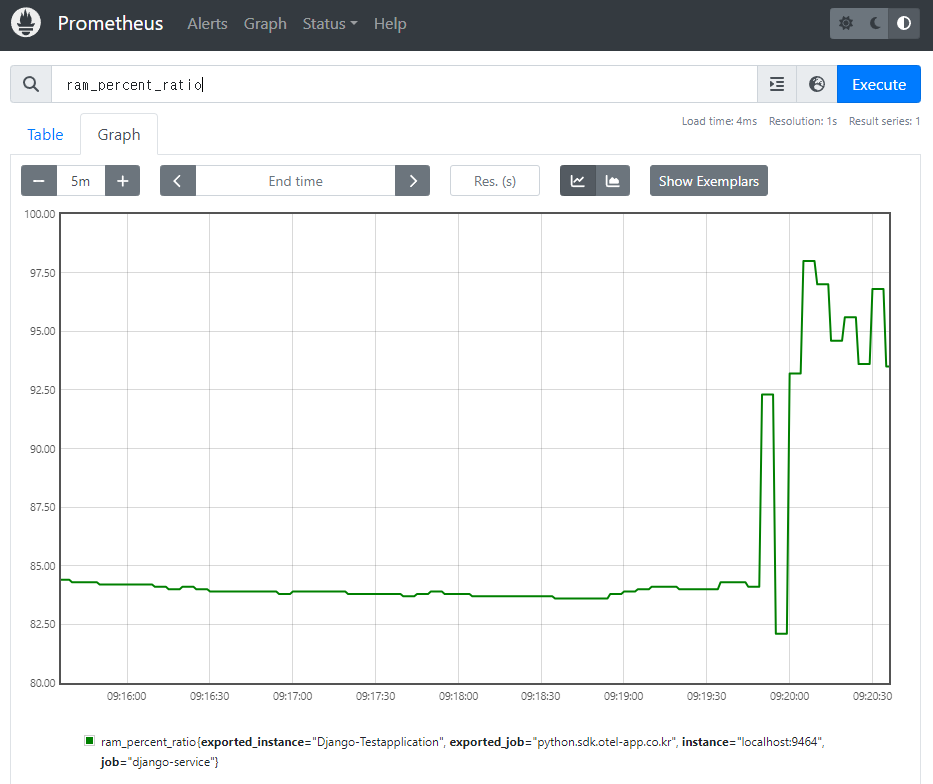 Prometheus Alerts Graph Status Help
ram_percent_ratio Execute
Load time: 4ms Resolution: 1s Result series: 1
Table Graph
5m End time Res. (s) Show Exemplars
100.00
97.50
95.00
92.50
90.00
87.50
85.00
82.50
80.00
09:16:00 09:16:30 09:17:00 09:17:30 09:18:00 09:18:30 09:19:00 09:19:30 09:20:00 09:20:30
ram_percent_ratio{exported_instance="Django-Testapplication", exported_job="python.sdk.otel-app.co.kr", instance="localhost:9464",
job="django-service"}